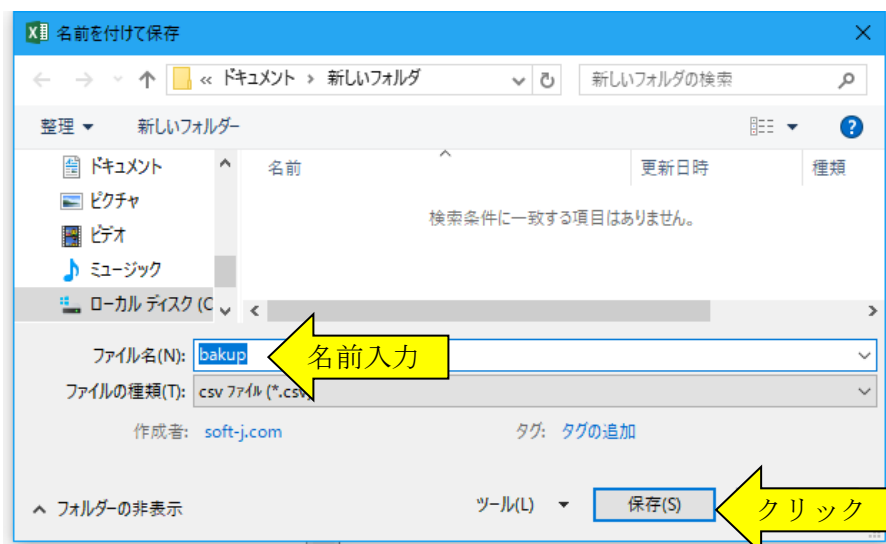 名前を付けて保存
« ドキュメント › 新しいフォルダ
新しいフォルダの検索
整理 ▼ 新しいフォルダー
ドキュメント
ピクチャ
ビデオ
ミュージック
ローカル ディスク (C
名前 更新日時 種類
検索条件に一致する項目はありません。
ファイル名(N): bakup
名前入力
ファイルの種類(T): csv ファイル (*.csv
作成者: soft-j.com タグ: タグの追加
フォルダーの非表示 ツール(L) ▼ 保存(S)
クリック